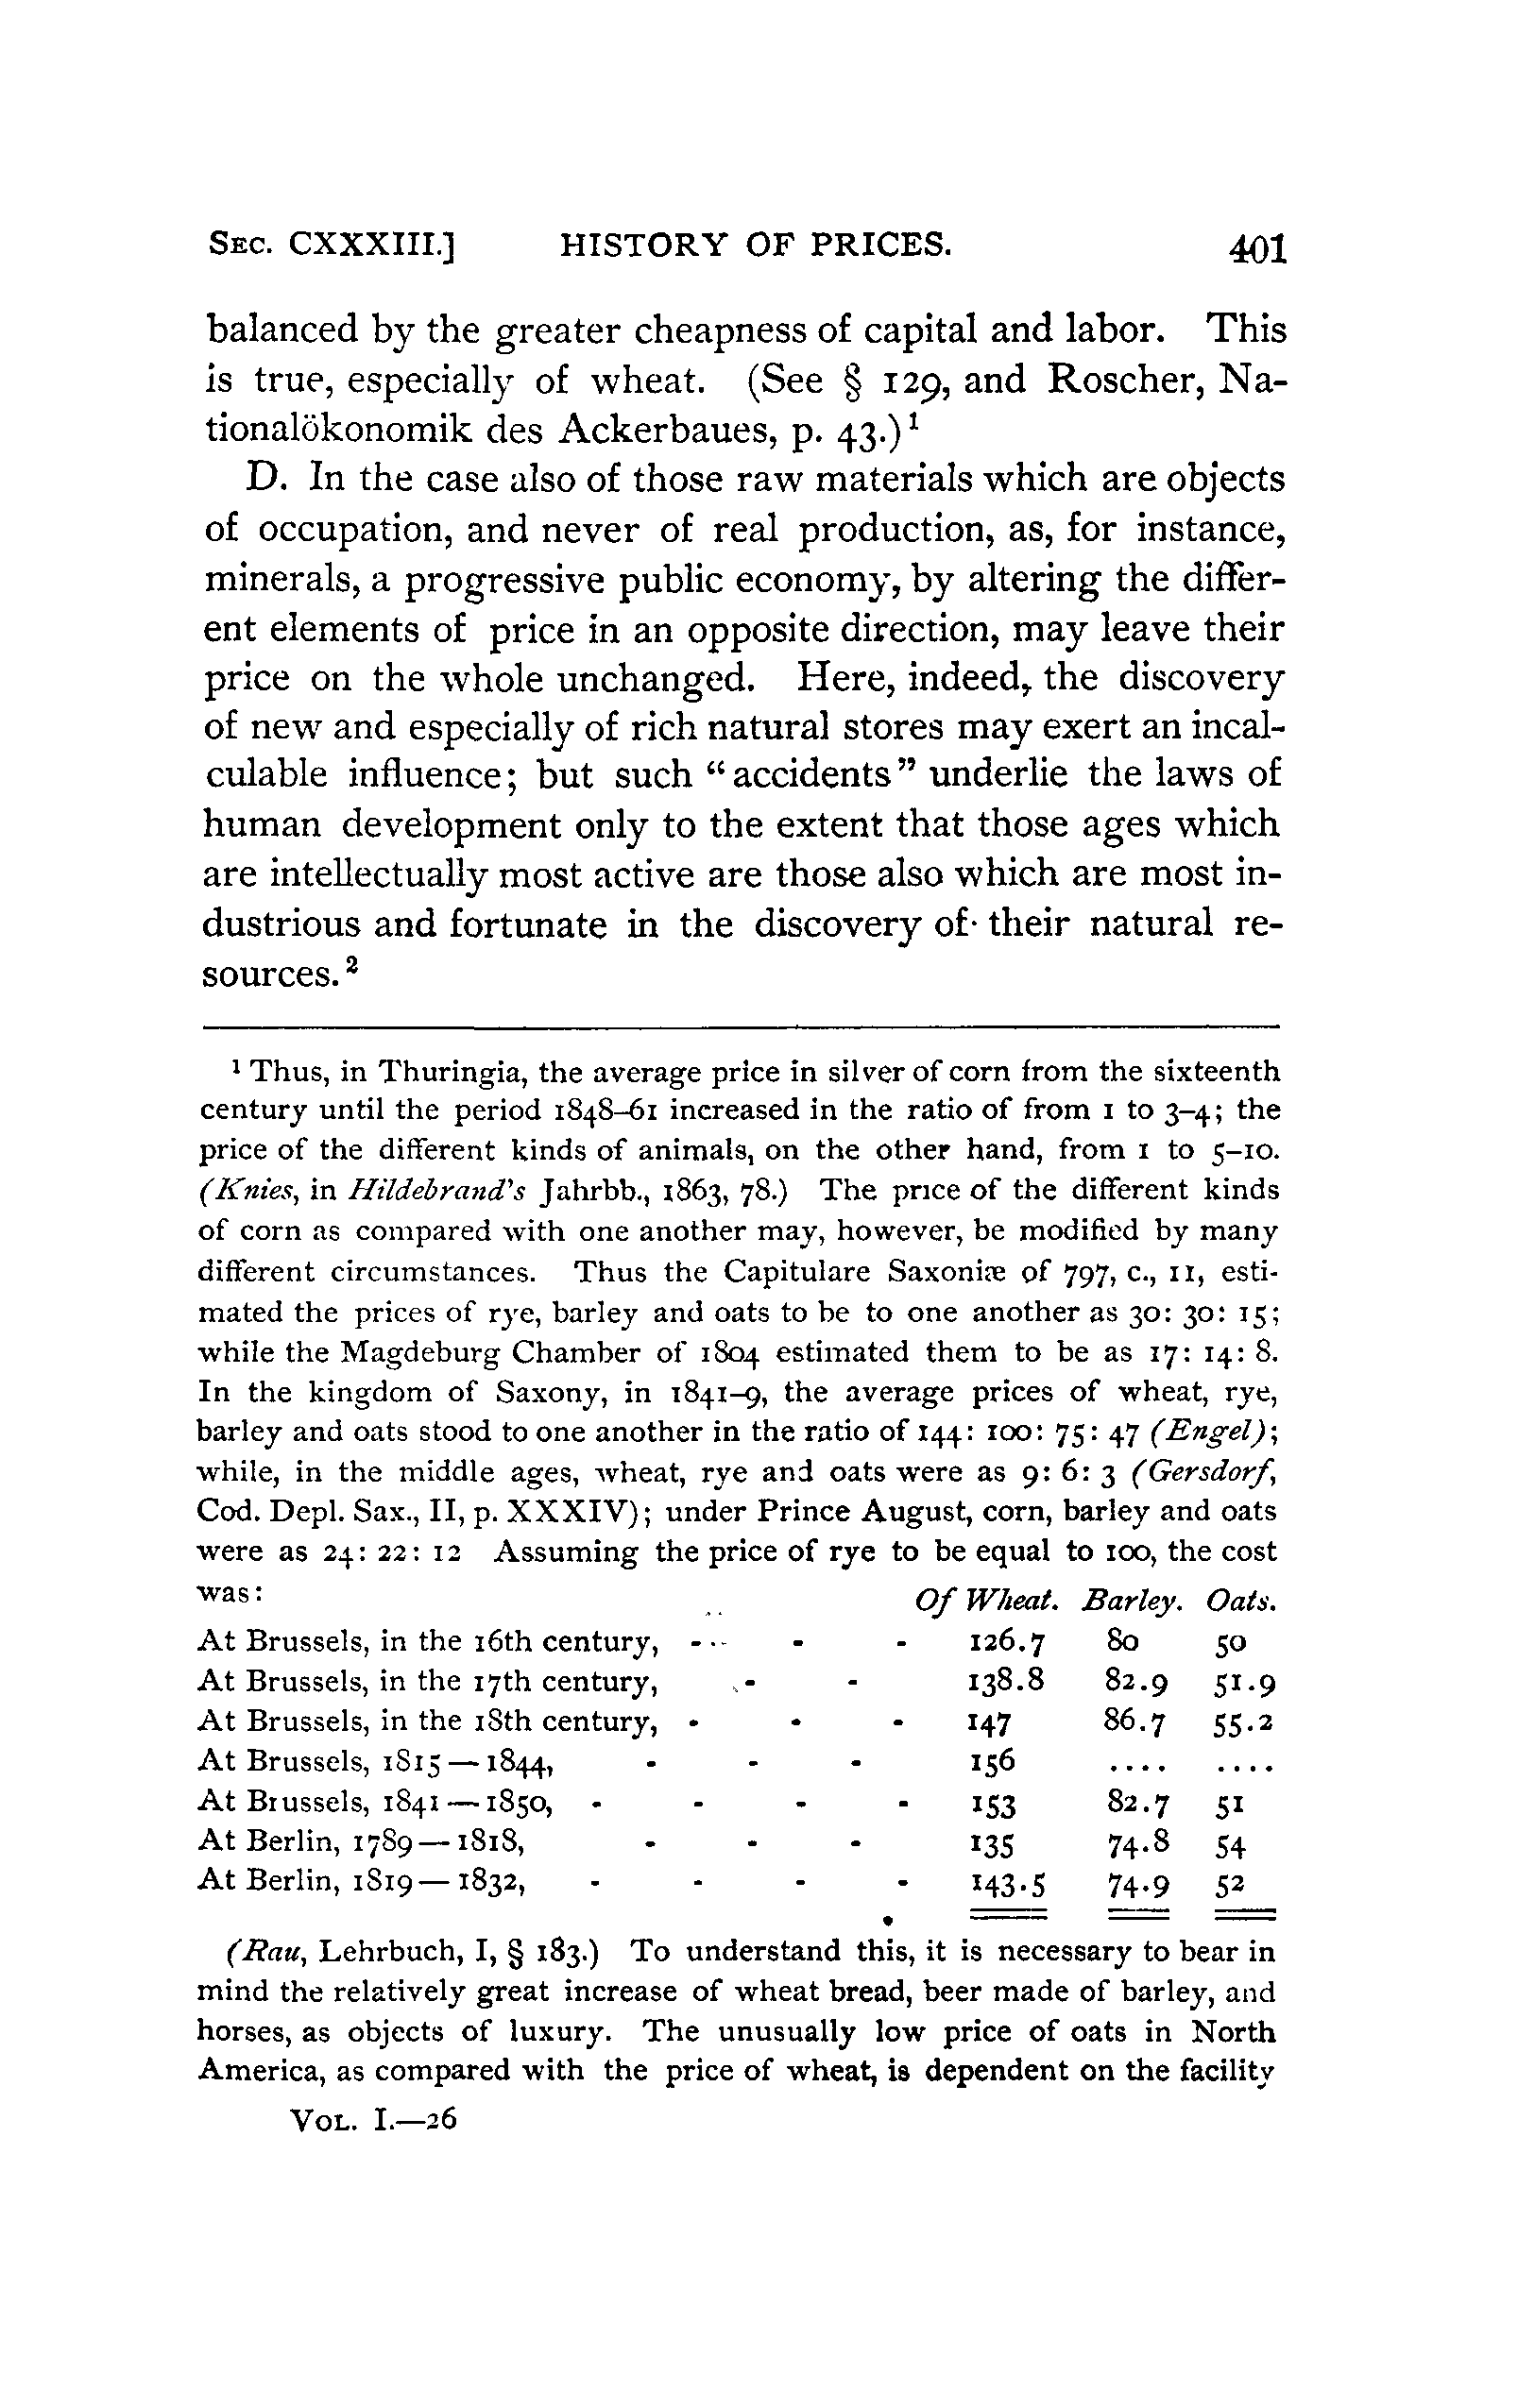 SEC. CXXXIII.] HISTORY OF PRICES. 401
balanced by the greater cheapness of capital and labor. This
is true, especially of wheat. (See § 129, and Roscher, Na-
tionalökonomik des Ackerbaues, p. 43.)¹
D. In the case also of those raw materials which are objects
of occupation, and never of real production, as, for instance,
minerals, a progressive public economy, by altering the differ-
ent elements of price in an opposite direction, may leave their
price on the whole unchanged. Here, indeed, the discovery
of new and especially of rich natural stores may exert an incal-
culable influence; but such "accidents" underlie the laws of
human development only to the extent that those ages which
are intellectually most active are those also which are most in-
dustrious and fortunate in the discovery of their natural re-
sources.²
¹ Thus, in Thuringia, the average price in silver of corn from the sixteenth
century until the period 1848–61 increased in the ratio of from 1 to 3–4; the
price of the different kinds of animals, on the other hand, from 1 to 5–10.
(Knies, in Hildebrand's Jahrbb., 1863, 78.) The price of the different kinds
of corn as compared with one another may, however, be modified by many
different circumstances. Thus the Capitulare Saxoniæ of 797, c., 11, esti-
mated the prices of rye, barley and oats to be to one another as 30: 30: 15;
while the Magdeburg Chamber of 1804 estimated them to be as 17: 14: 8.
In the kingdom of Saxony, in 1841–9, the average prices of wheat, rye,
barley and oats stood to one another in the ratio of 144: 100: 75: 47 (Engel);
while, in the middle ages, wheat, rye and oats were as 9: 6: 3 (Gersdorf,
Cod. Depl. Sax., II, p. XXXIV); under Prince August, corn, barley and oats
were as 24: 22: 12 Assuming the price of rye to be equal to 100, the cost
was: Of Wheat. Barley. Oats.
At Brussels, in the 16th century, - - - 126.7 80 50
At Brussels, in the 17th century, - - 138.8 82.9 51.9
At Brussels, in the 18th century, - - - 147 86.7 55.2
At Brussels, 1815—1844, - - - 156 .... ....
At Brussels, 1841—1850, - - - - 153 82.7 51
At Berlin, 1789—1818, - - - 135 74.8 54
At Berlin, 1819—1832, - - - - 143.5 74.9 52
(Rau, Lehrbuch, I, § 183.) To understand this, it is necessary to bear in
mind the relatively great increase of wheat bread, beer made of barley, and
horses, as objects of luxury. The unusually low price of oats in North
America, as compared with the price of wheat, is dependent on the facility
VOL. I.—26